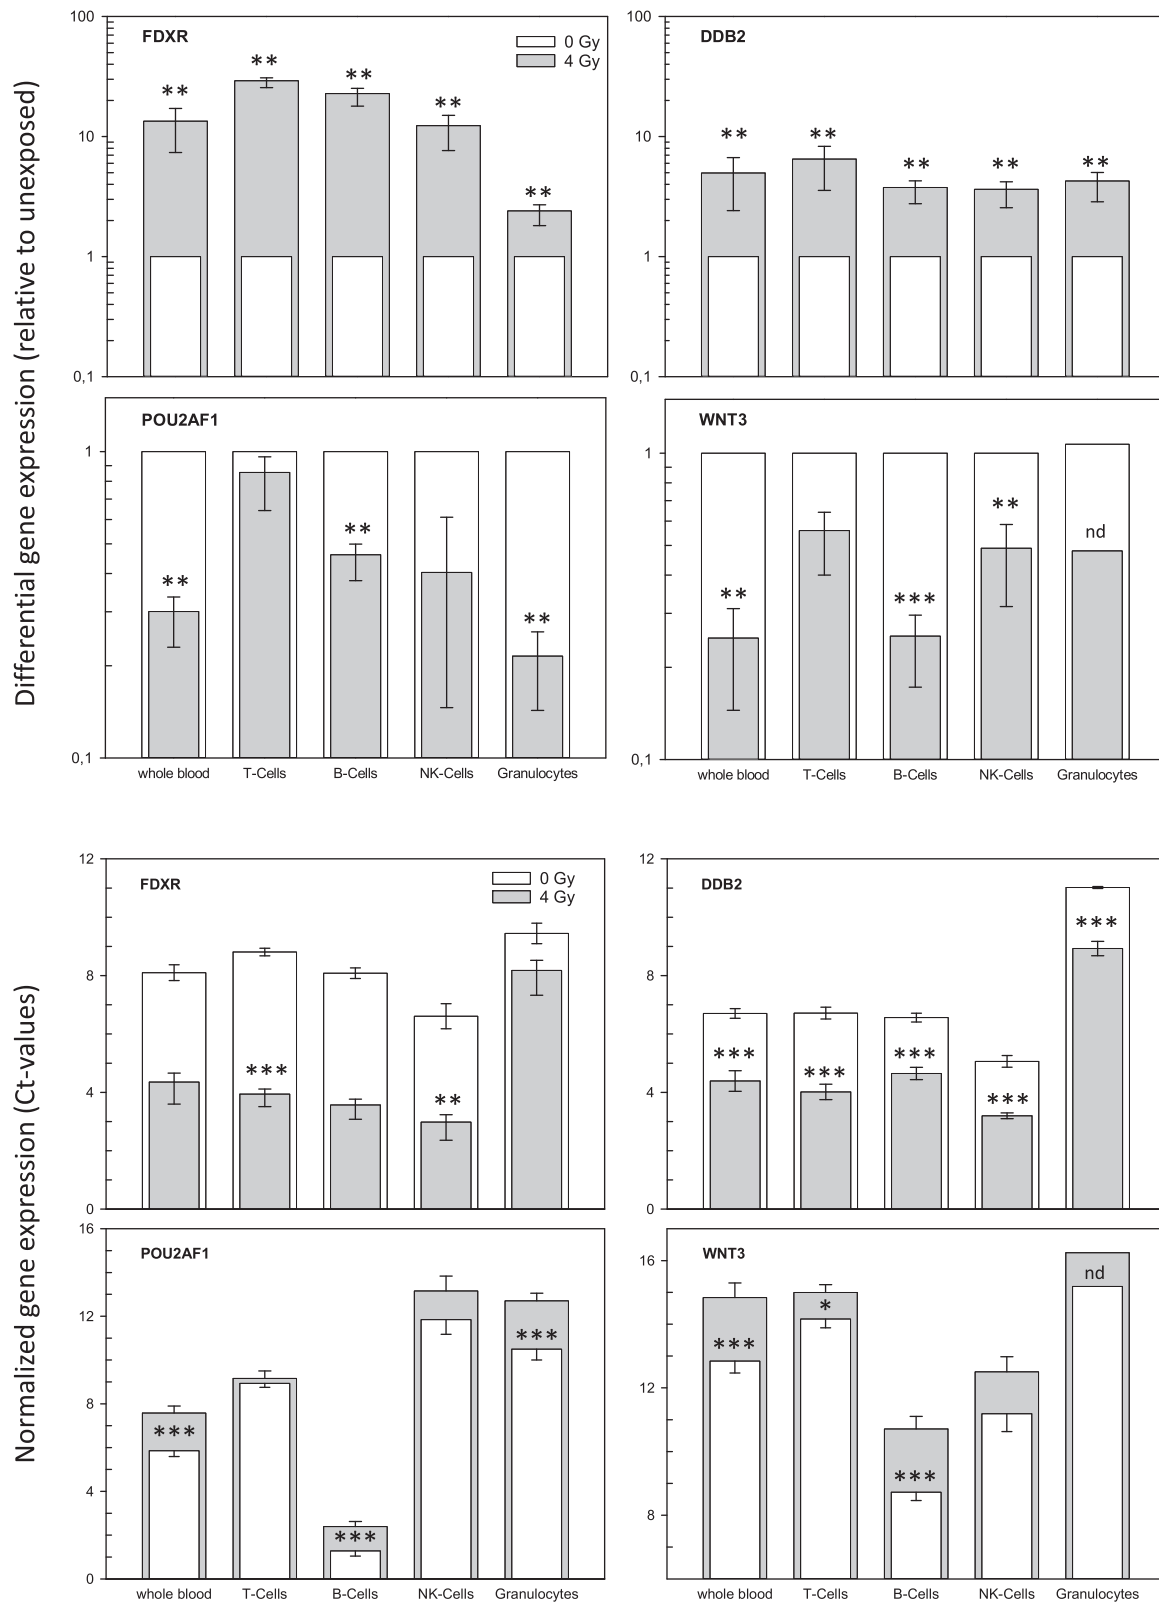 Differential gene expression (relative to unexposed)
100
10
1
0,1
FDXR
0 Gy
4 Gy
**
**
**
**
**
100
10
1
0,1
DDB2
**
**
**
**
**
1
0,1
POU2AF1
**
**
**
whole blood T-Cells B-Cells NK-Cells Granulocytes
1
0,1
WNT3
**
***
**
nd
whole blood T-Cells B-Cells NK-Cells Granulocytes
Normalized gene expression (Ct-values)
12
8
4
0
FDXR
0 Gy
4 Gy
***
**
12
8
4
0
DDB2
***
***
***
***
***
16
12
8
4
0
POU2AF1
***
***
***
whole blood T-Cells B-Cells NK-Cells Granulocytes
16
12
8
WNT3
***
*
***
nd
whole blood T-Cells B-Cells NK-Cells Granulocytes